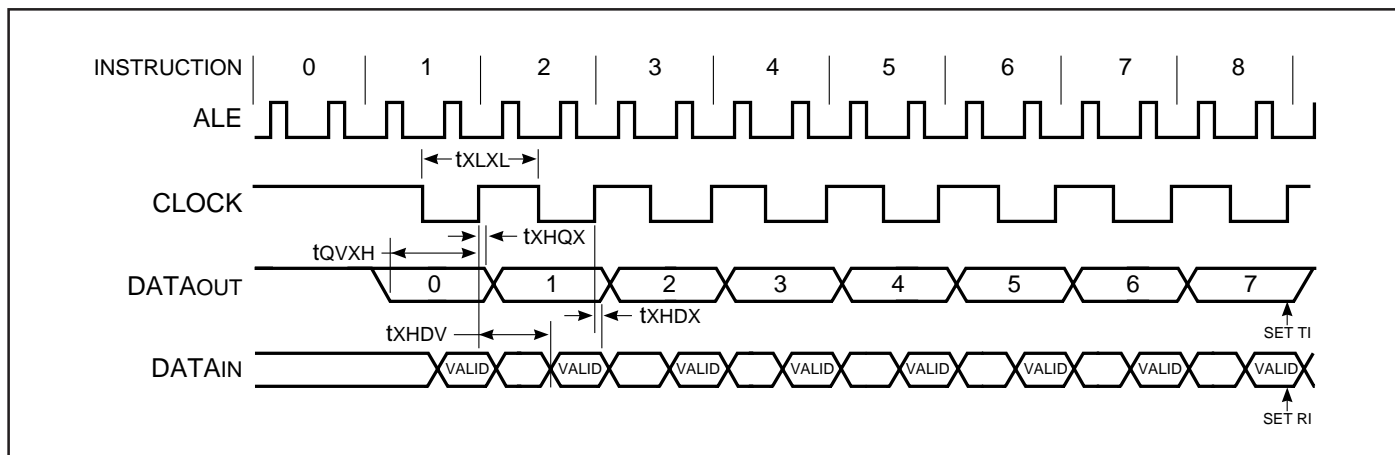 INSTRUCTION 0 1 2 3 4 5 6 7 8
ALE
tXLXL
CLOCK
tQVXH tXHQX
DATAOUT 0 1 2 3 4 5 6 7
tXHDV tXHDX SET TI
DATAIN VALID VALID VALID VALID VALID VALID VALID VALID
SET RI